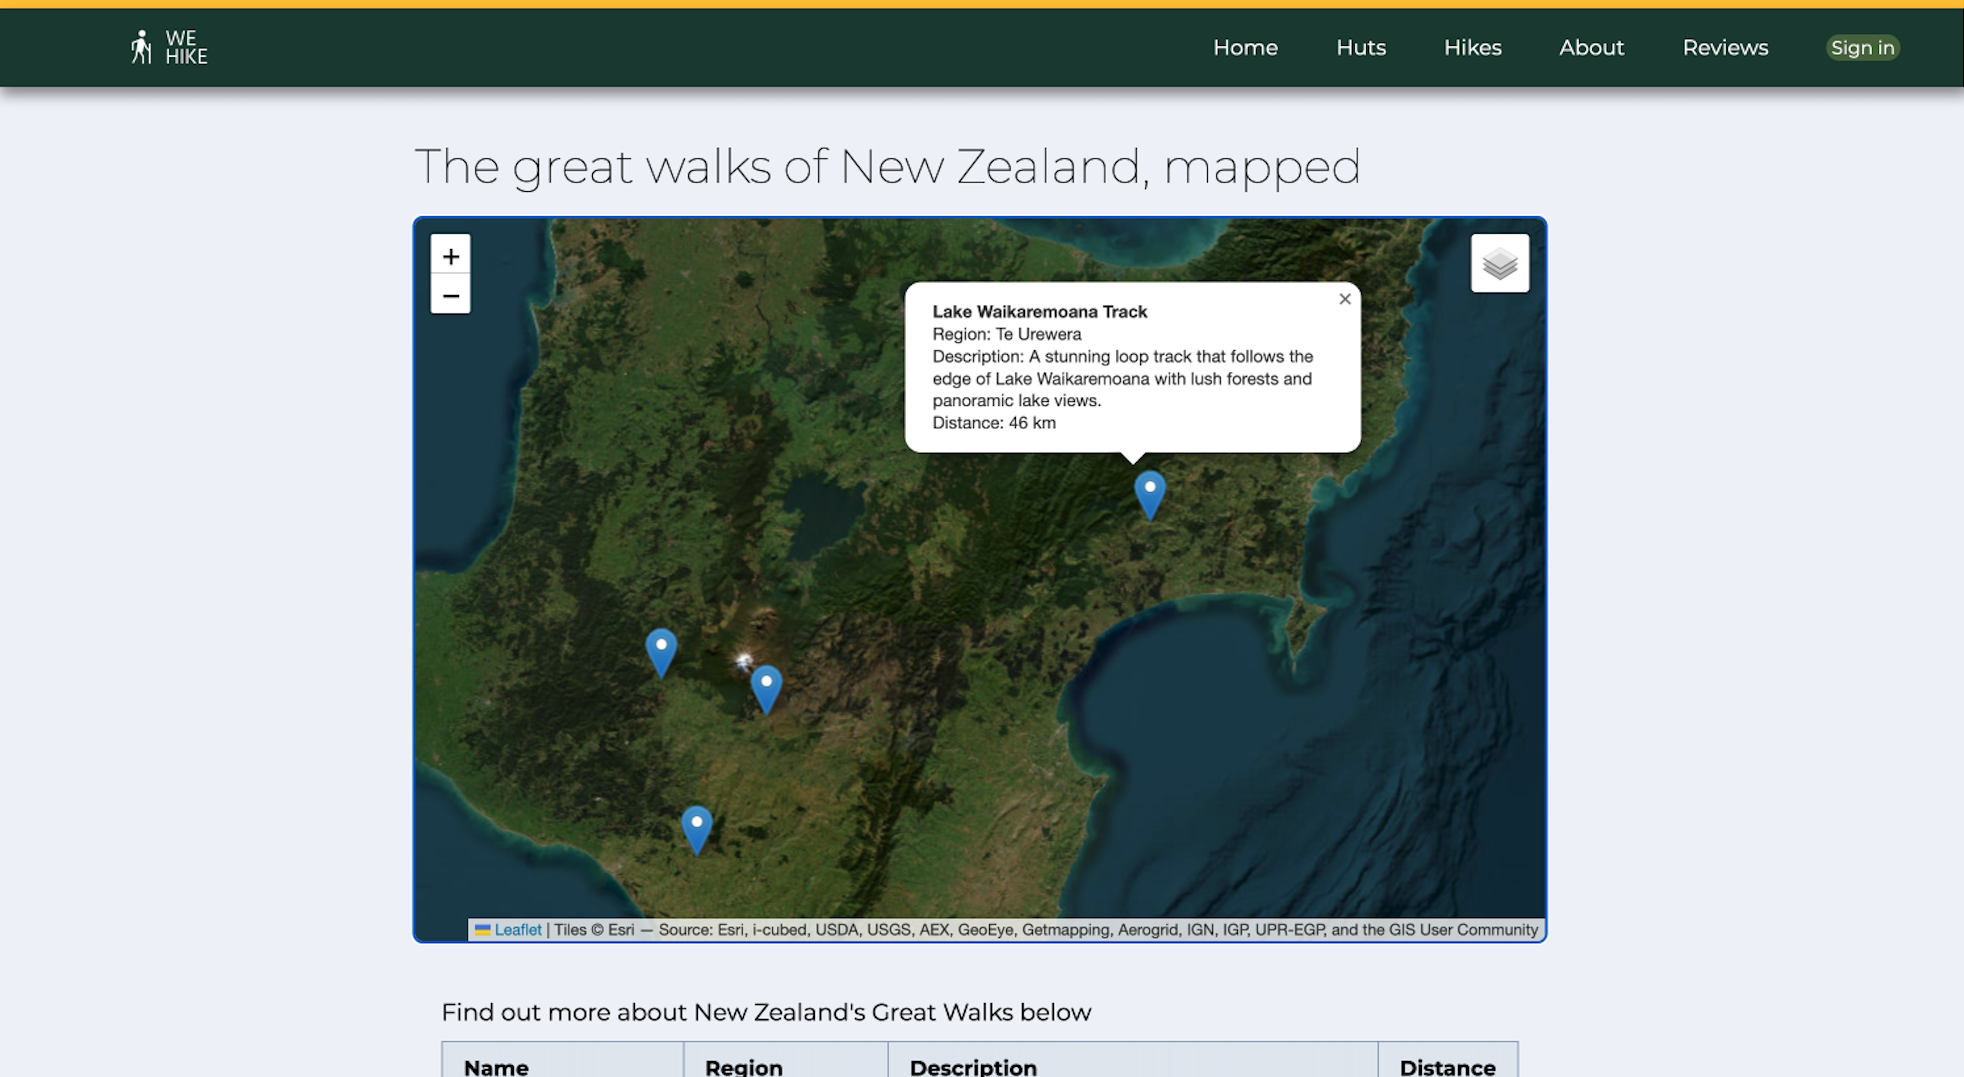 WE
HIKE
Home Huts Hikes About Reviews Sign in
The great walks of New Zealand, mapped
+
−
×
Lake Waikaremoana Track
Region: Te Urewera
Description: A stunning loop track that follows the
edge of Lake Waikaremoana with lush forests and
panoramic lake views.
Distance: 46 km
Leaflet | Tiles © Esri — Source: Esri, i-cubed, USDA, USGS, AEX, GeoEye, Getmapping, Aerogrid, IGN, IGP, UPR-EGP, and the GIS User Community
Find out more about New Zealand's Great Walks below
Name Region Description Distance